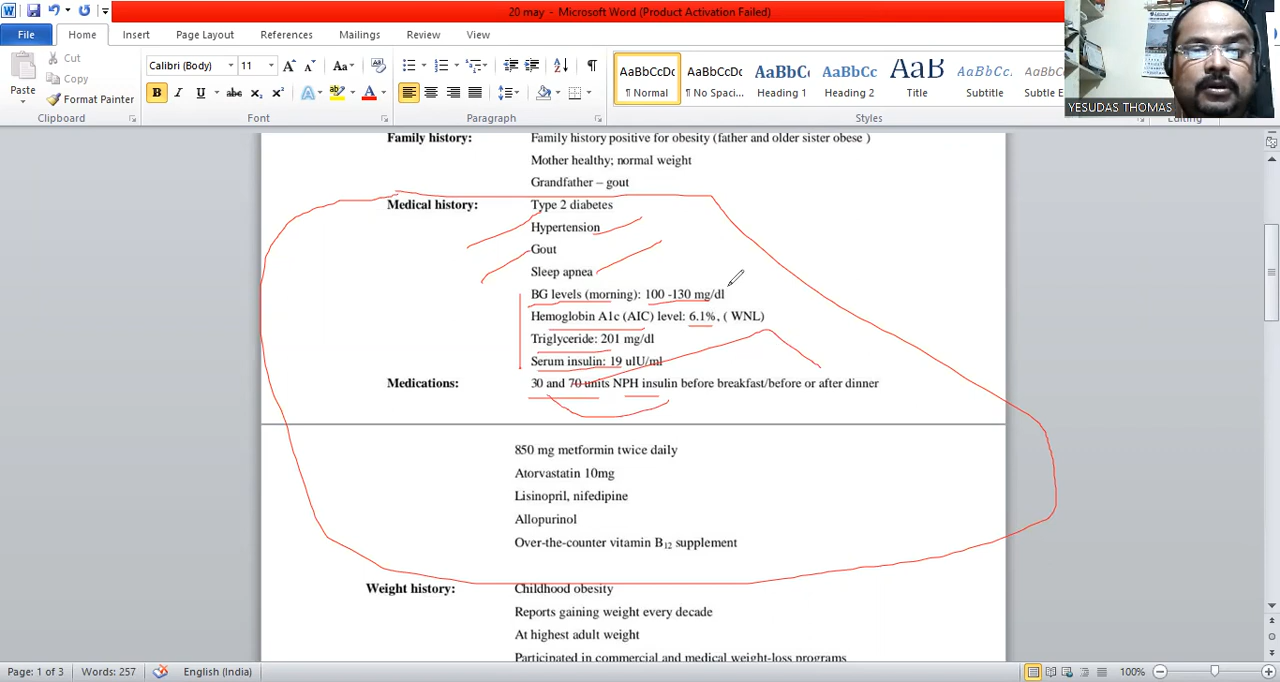 20 may - Microsoft Word (Product Activation Failed)
File Home Insert Page Layout References Mailings Review View
Cut
Copy
Format Painter
Paste
Clipboard
Calibri (Body) 11
Font
Paragraph
AaBbCcDc AaBbCcDc AaBbC AaBbCc AaB AaBbCc. AaBbCc
¶ Normal ¶ No Spaci... Heading 1 Heading 2 Title Subtitle Subtle E
Styles
Editing
YESUDAS THOMAS
Family history: Family history positive for obesity (father and older sister obese )
Mother healthy; normal weight
Grandfather – gout
Medical history: Type 2 diabetes
Hypertension
Gout
Sleep apnea
BG levels (morning): 100 -130 mg/dl
Hemoglobin A1c (AIC) level: 6.1%, ( WNL)
Triglyceride: 201 mg/dl
Serum insulin: 19 uIU/ml
Medications: 30 and 70 units NPH insulin before breakfast/before or after dinner
850 mg metformin twice daily
Atorvastatin 10mg
Lisinopril, nifedipine
Allopurinol
Over-the-counter vitamin B12 supplement
Weight history: Childhood obesity
Reports gaining weight every decade
At highest adult weight
Participated in commercial and medical weight-loss programs
Page: 1 of 3 Words: 257 English (India) 100%